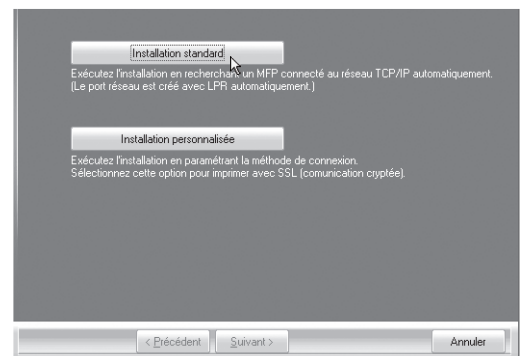 Installation standard
Exécutez l'installation en recherchant un MFP connecté au réseau TCP/IP automatiquement.
(Le port réseau est créé avec LPR automatiquement.)
Installation personnalisée
Exécutez l'installation en paramétrant la méthode de connexion.
Sélectionnez cette option pour imprimer avec SSL (comunication cryptée).
< Précédent
Suivant >
Annuler